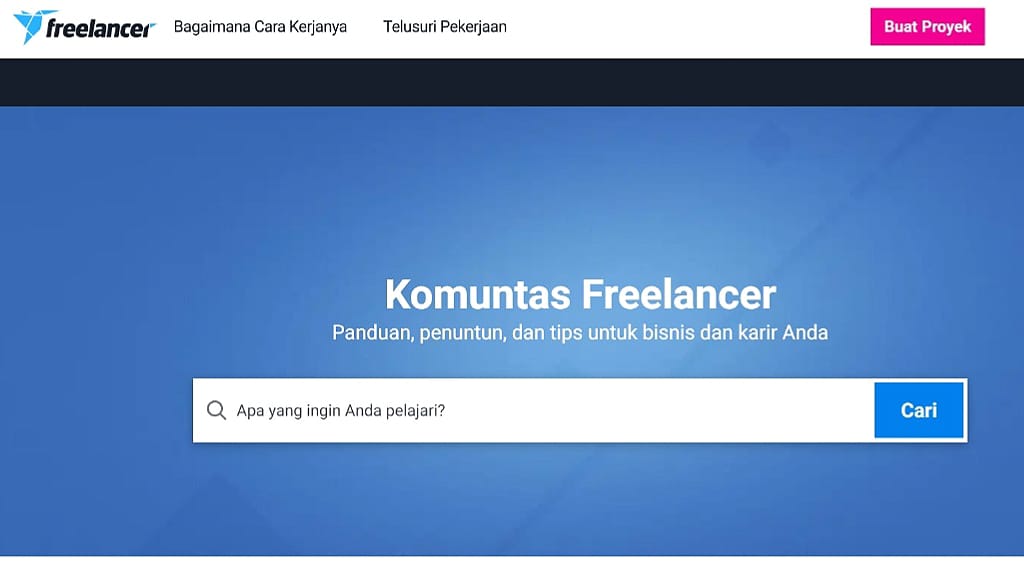 freelancer
Bagaimana Cara Kerjanya
Telusuri Pekerjaan
Buat Proyek
Komuntas Freelancer
Panduan, penuntun, dan tips untuk bisnis dan karir Anda
Apa yang ingin Anda pelajari?
Cari